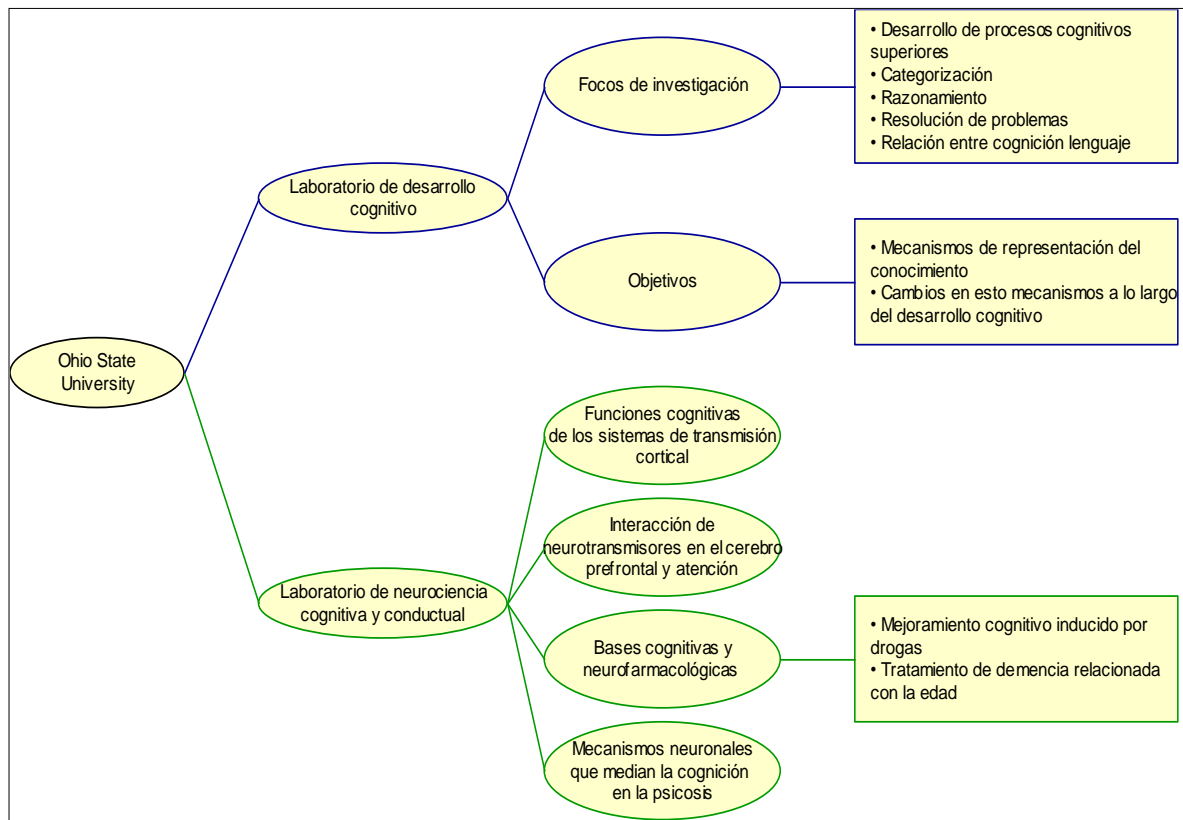 Ohio State
University
Laboratorio de desarrollo
cognitivo
Focos de investigación
• Desarrollo de procesos cognitivos
superiores
• Categorización
• Razonamiento
• Resolución de problemas
• Relación entre cognición lenguaje
Objetivos
• Mecanismos de representación del
conocimiento
• Cambios en esto mecanismos a lo largo
del desarrollo cognitivo
Laboratorio de neurociencia
cognitiva y conductual
Funciones cognitivas
de los sistemas de transmisión
cortical
Interacción de
neurotransmisores en el cerebro
prefrontal y atención
Bases cognitivas y
neurofarmacológicas
• Mejoramiento cognitivo inducido por
drogas
• Tratamiento de demencia relacionada
con la edad
Mecanismos neuronales
que median la cognición
en la psicosis